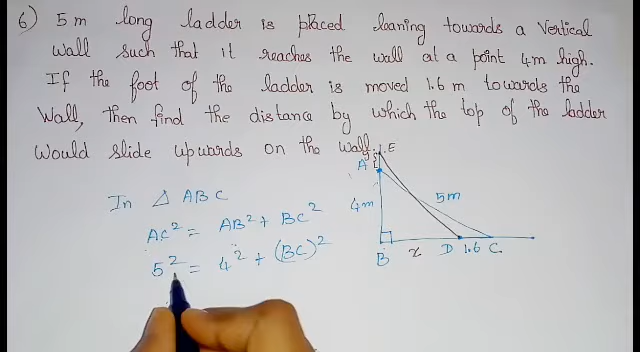 6) 5 m long ladder is placed leaning towards a vertical
wall such that it reaches the wall at a point 4m high.
If the foot of the ladder is moved 1.6 m towards the
wall, then find the distance by which the top of the ladder
would slide upwards on the wall.
E
y
A
In △ ABC
4m
5m
AC² = AB² + BC²
B x D 1.6 C
5² = 4² + (BC)²